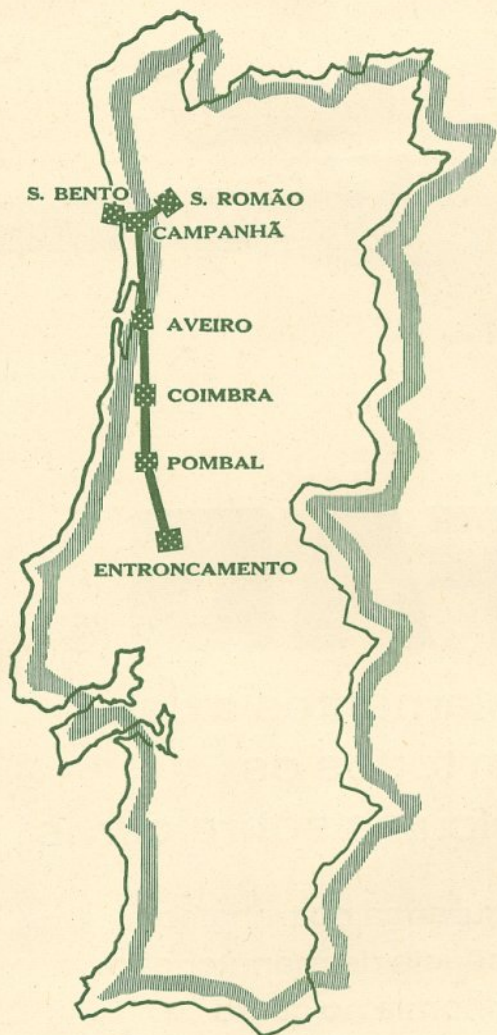 S. BENTO
S. ROMÃO
CAMPANHÃ
AVEIRO
COIMBRA
POMBAL
ENTRONCAMENTO